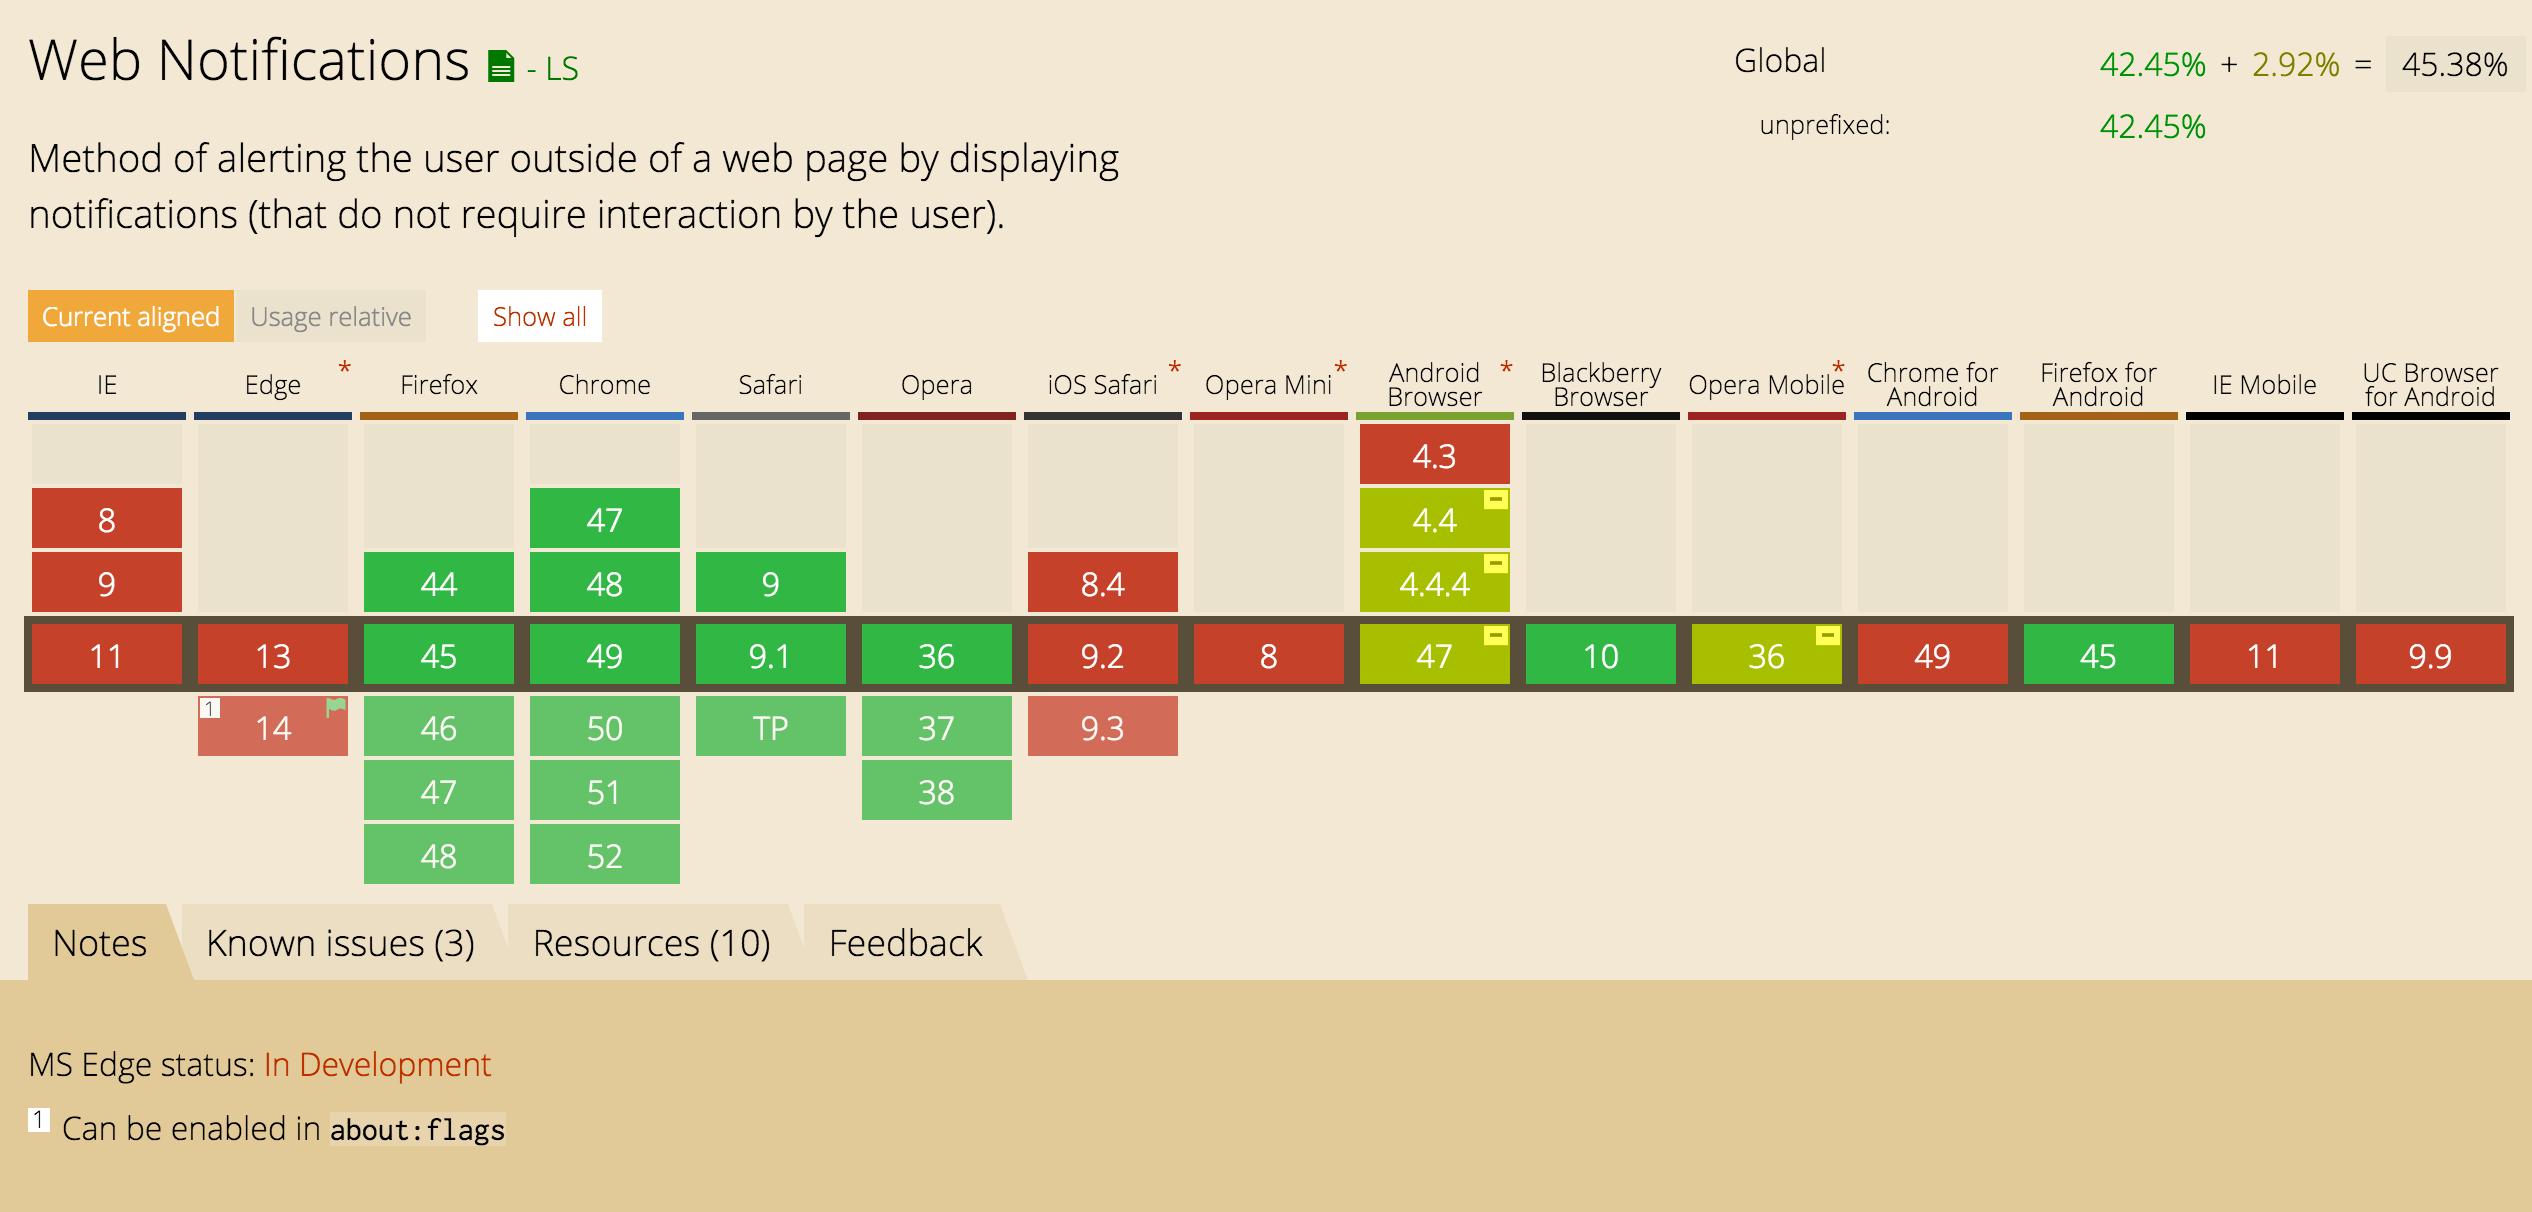 Web Notifications - LS
Global 42.45% + 2.92% = 45.38%
unprefixed: 42.45%
Method of alerting the user outside of a web page by displaying
notifications (that do not require interaction by the user).
Current aligned Usage relative Show all
IE Edge * Firefox Chrome Safari Opera iOS Safari * Opera Mini * Android Browser * Blackberry Browser Opera Mobile * Chrome for Android Firefox for Android IE Mobile UC Browser for Android
4.3
8 47 4.4 -
9 44 48 9 8.4 4.4.4 -
11 13 45 49 9.1 36 9.2 8 47 - 10 36 - 49 45 11 9.9
1 14 46 50 TP 37 9.3
47 51 38
48 52
Notes Known issues (3) Resources (10) Feedback
MS Edge status: In Development
1 Can be enabled in about:flags